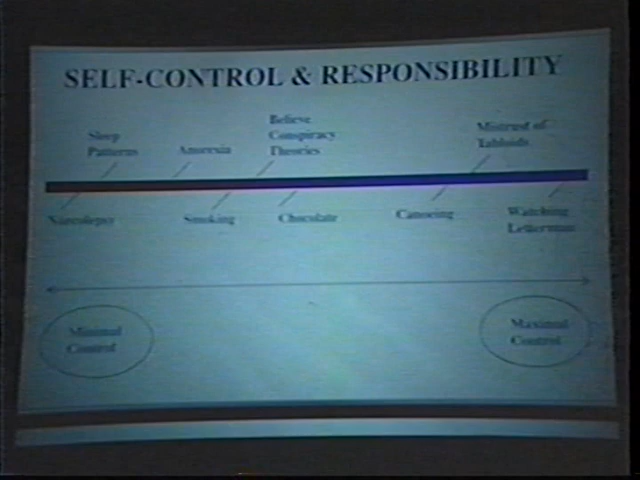 SELF-CONTROL & RESPONSIBILITY
Sleep
Patterns
Anorexia
Believe
Conspiracy
Theories
Mistrust of
Tabloids
Narcolepsy
Smoking
Chocolate
Canoeing
Watching
Letterman
Minimal
Control
Maximal
Control